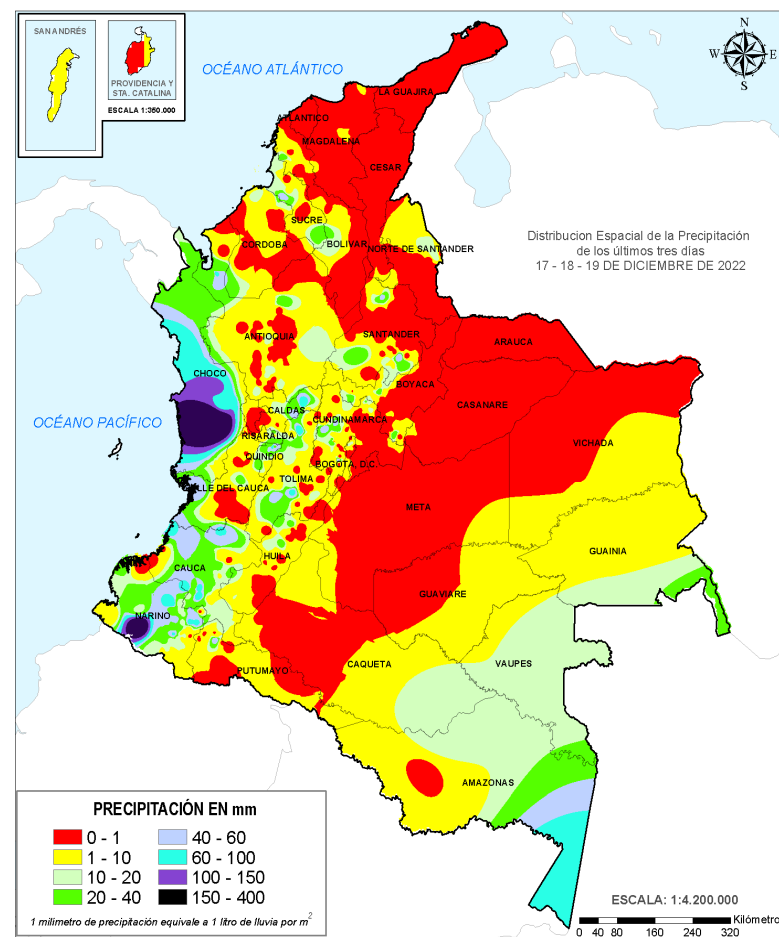 SAN ANDRÉS
PROVIDENCIA Y
STA. CATALINA
ESCALA 1:350.000
OCÉANO ATLÁNTICO
N
W
E
S
LA GUAJIRA
ATLANTICO
MAGDALENA
CESAR
SUCRE
CORDOBA
BOLIVAR
NORTE DE SANTANDER
Distribucion Espacial de la Precipitación
de los últimos tres días
17 - 18 - 19 DE DICIEMBRE DE 2022
ANTIOQUIA
SANTANDER
ARAUCA
CHOCO
BOYACA
CASANARE
CALDAS
CUNDINAMARCA
OCÉANO PACÍFICO
RISARALDA
VICHADA
QUINDIO
BOGOTA, D.C.
TOLIMA
LLE DEL CAUCA
META
HUILA
GUAINIA
CAUCA
GUAVIARE
NARINO
CAQUETA
VAUPES
PUTUMAYO
AMAZONAS
PRECIPITACIÓN EN mm
0 - 1
40 - 60
1 - 10
60 - 100
10 - 20
100 - 150
20 - 40
150 - 400
1 milimetro de precipitación equivale a 1 litro de lluvia por m2
ESCALA: 1:4.200.000
Kilómetro
0 40 80 160 240 320